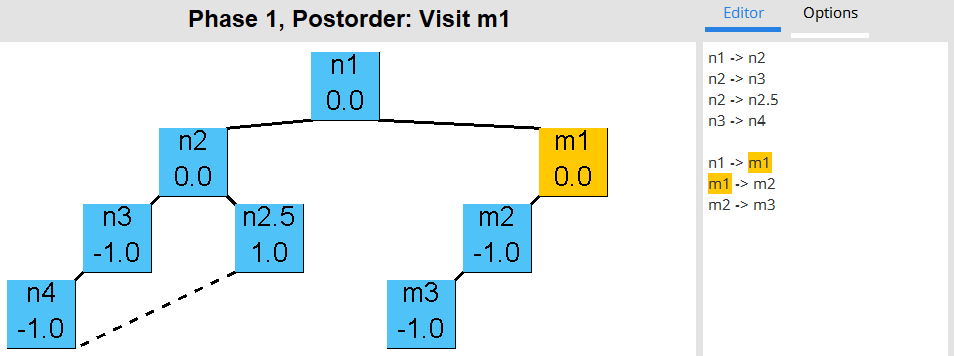 Phase 1, Postorder: Visit m1
Editor
Options
n1
0.0
n2
0.0
m1
0.0
n3
-1.0
n2.5
1.0
m2
-1.0
n4
-1.0
m3
-1.0
n1 -> n2
n2 -> n3
n2 -> n2.5
n3 -> n4
n1 -> m1
m1 -> m2
m2 -> m3